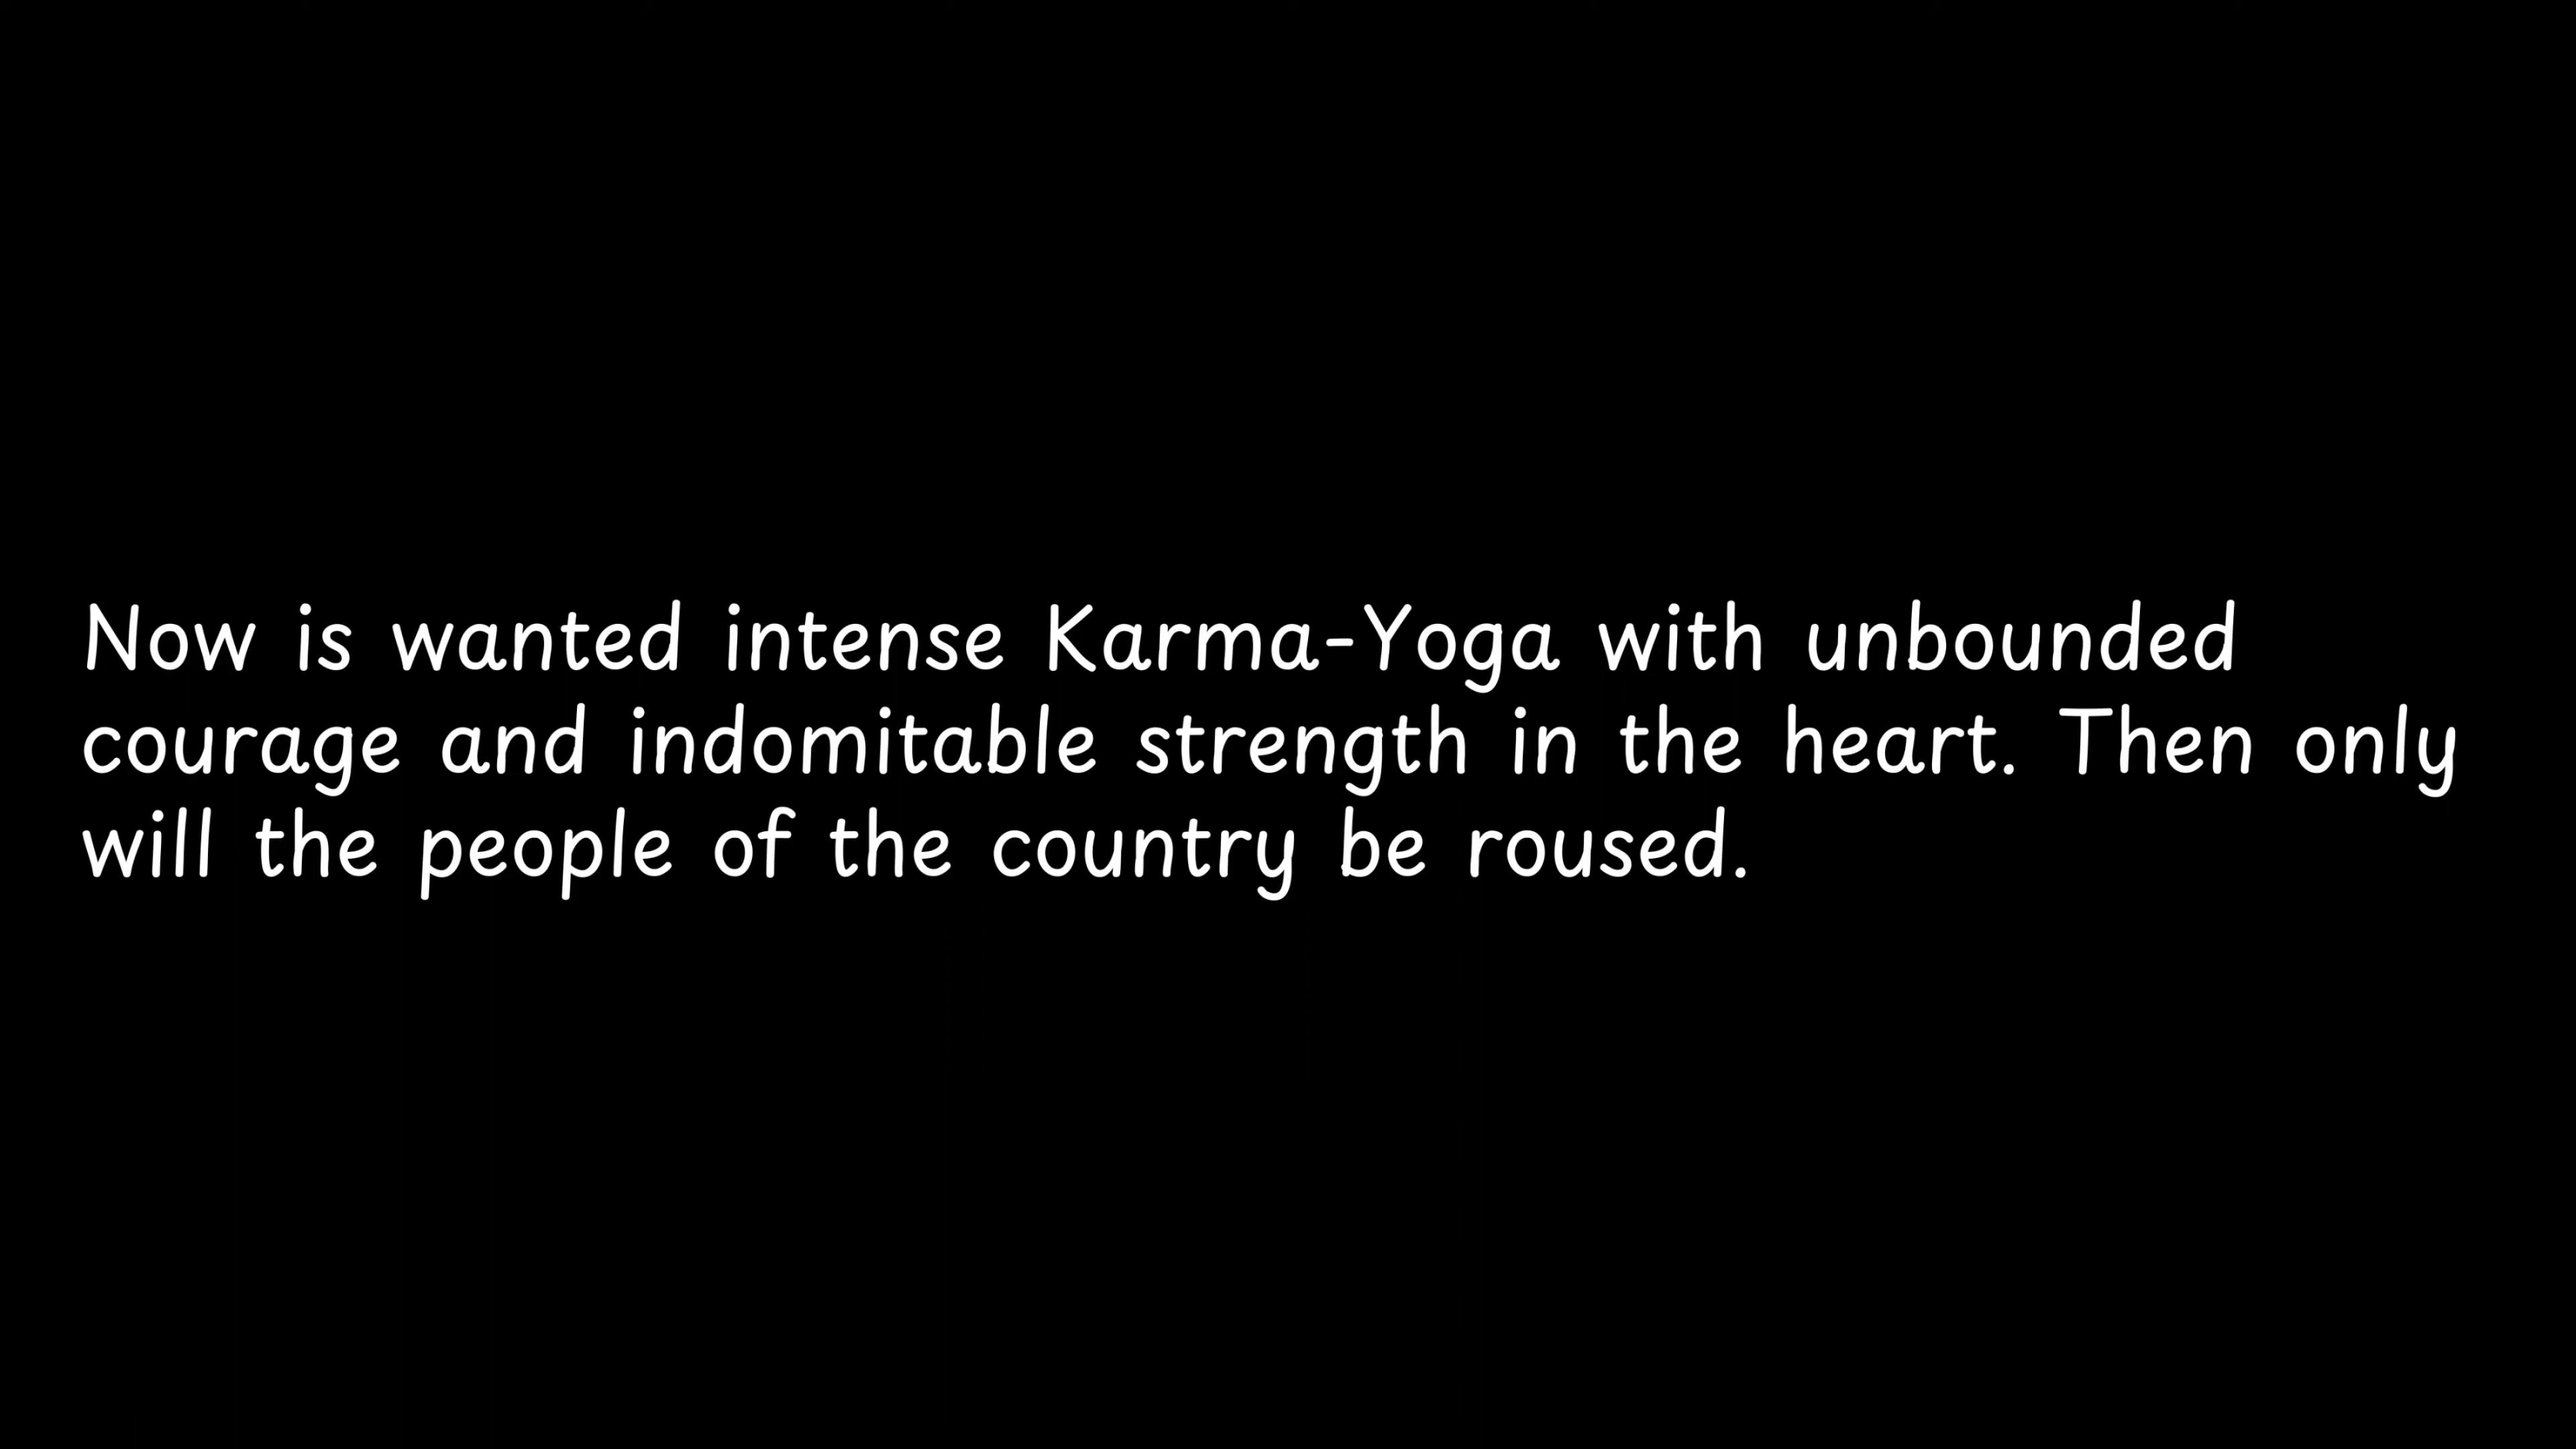 Now is wanted intense Karma-Yoga with unbounded
courage and indomitable strength in the heart. Then only
will the people of the country be roused.